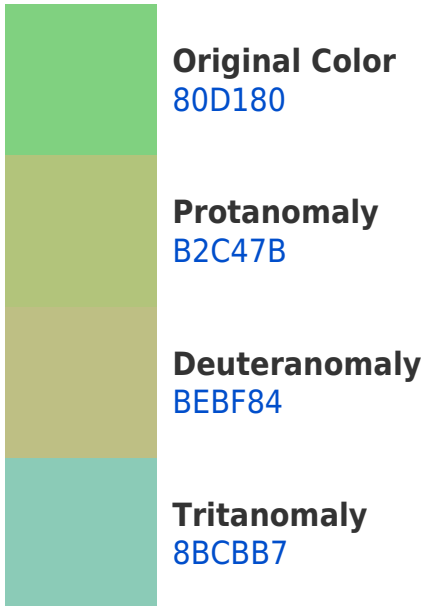 Original Color
80D180
Protanomaly
B2C47B
Deuteranomaly
BEBF84
Tritanomaly
8BCBB7